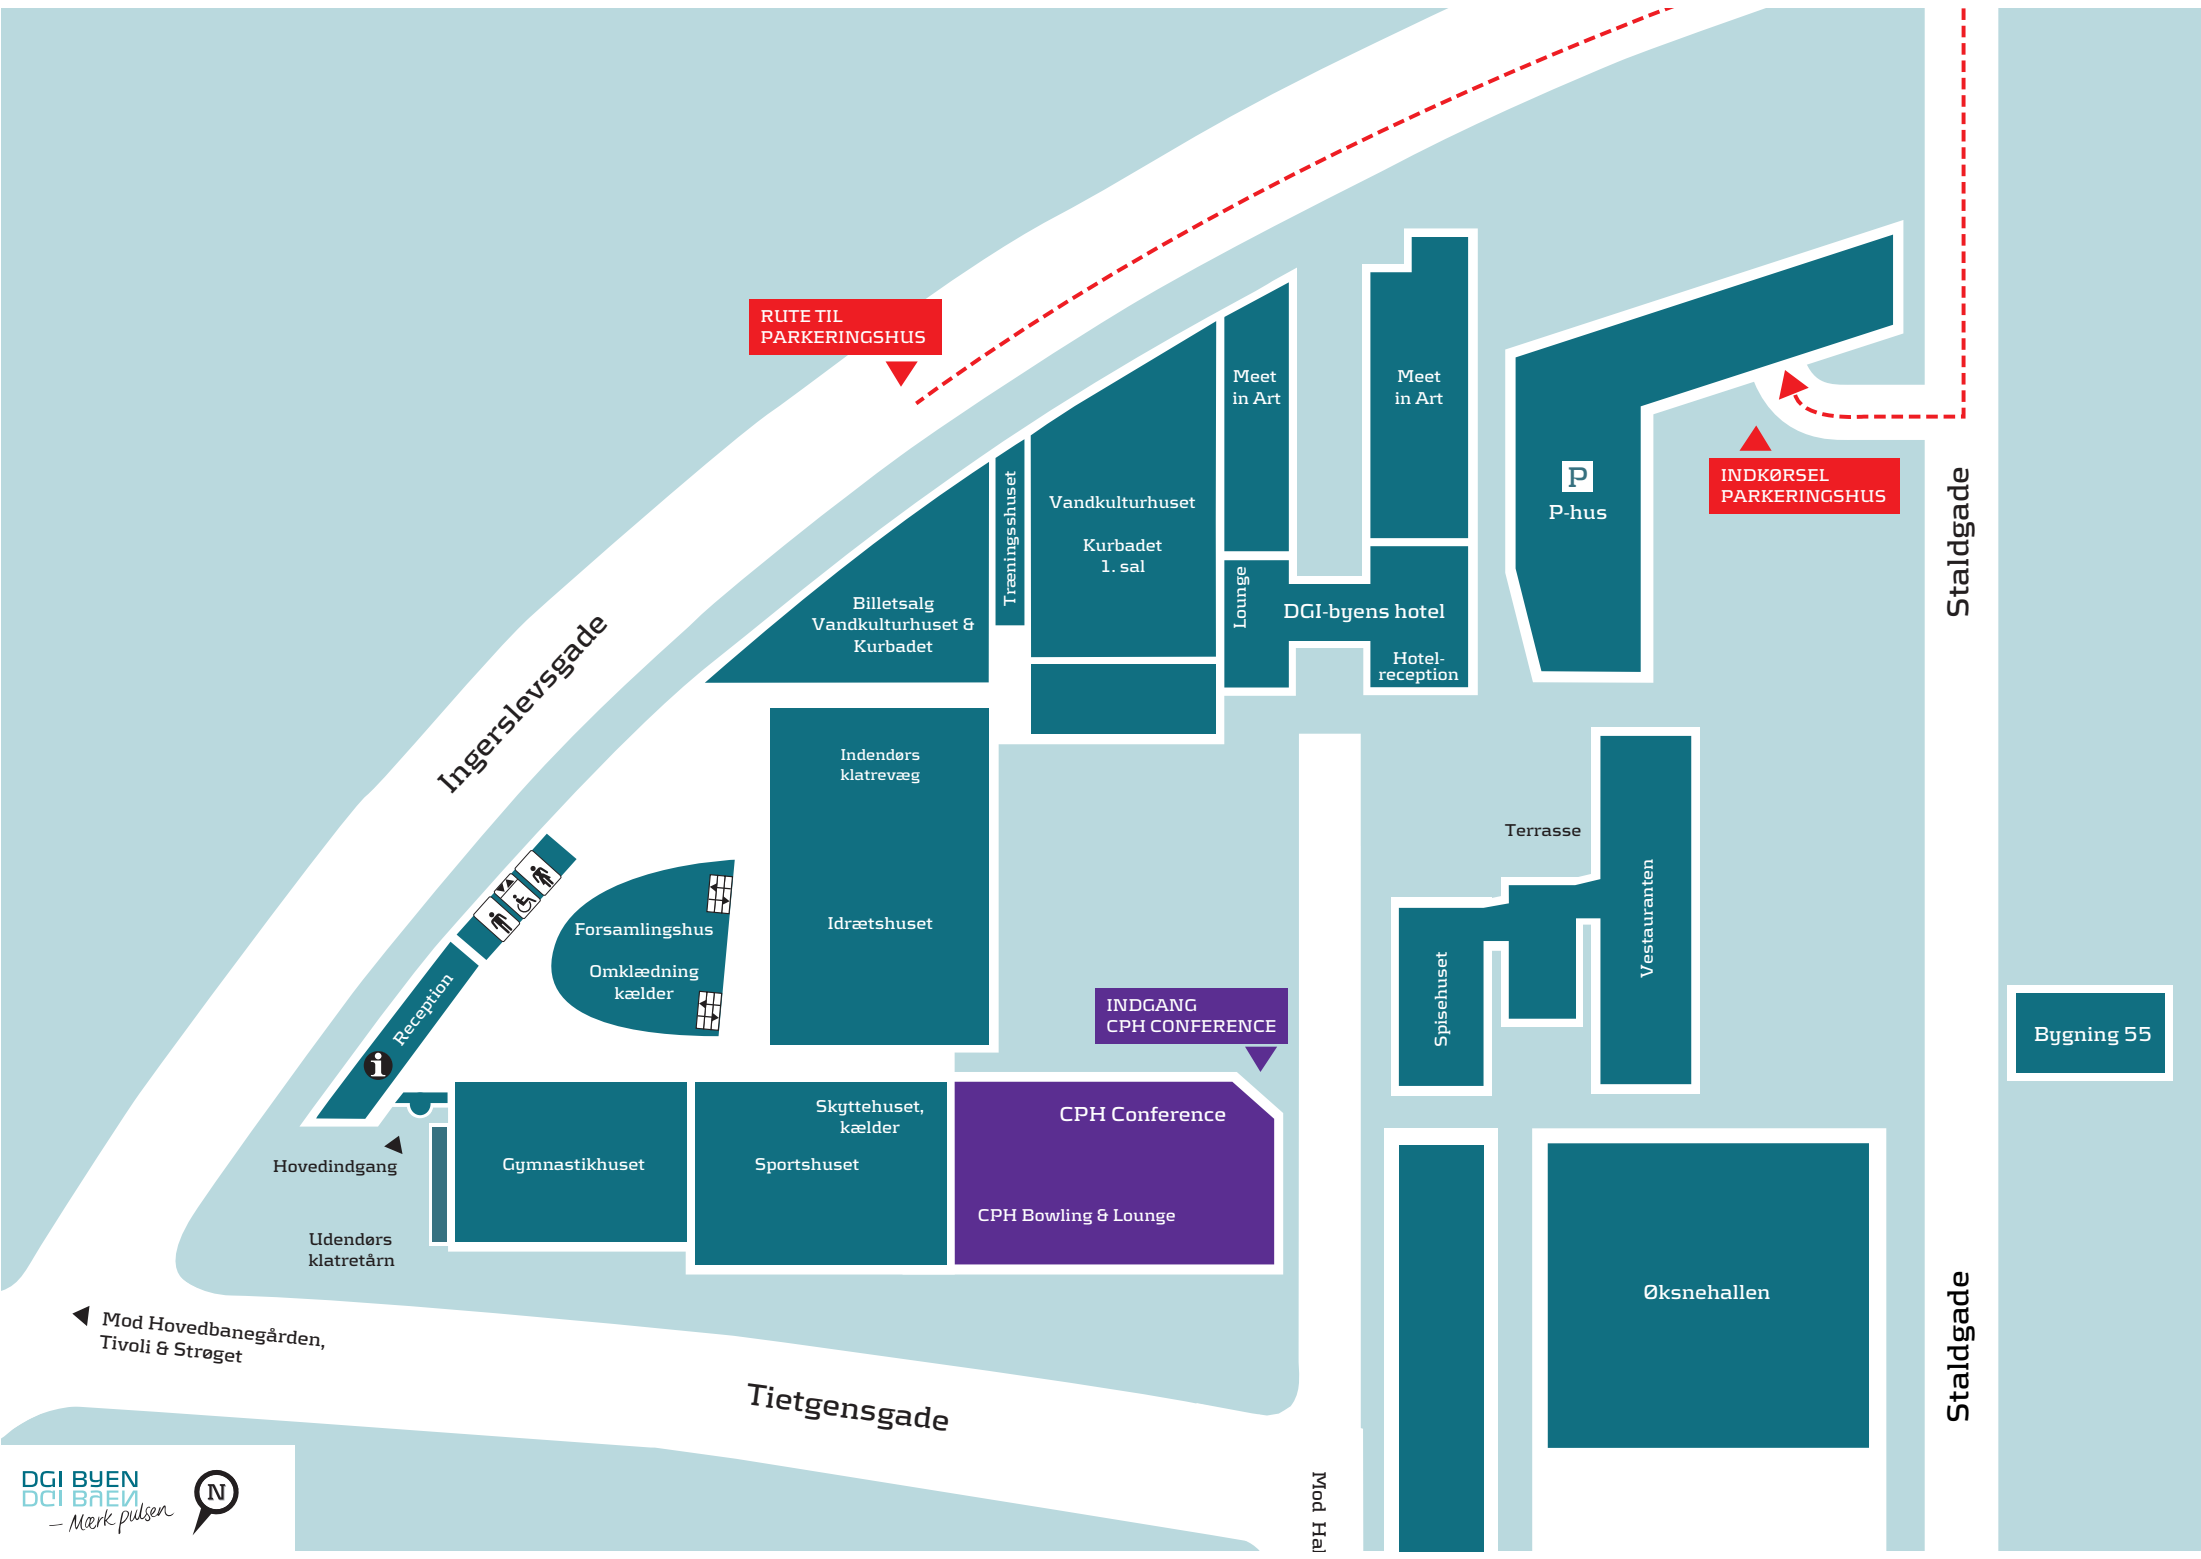 RUTE TIL
PARKERINGSHUS
Meet
in Art
Meet
in Art
P
P-hus
INDKØRSEL
PARKERINGSHUS
Staldgade
Træningshuset
Vandkulturhuset
Kurbadet
1. sal
Lounge
DGI-byens hotel
Hotel-
reception
Billetsalg
Vandkulturhuset &
Kurbadet
Ingerslevsgade
Indendørs
klatrevæg
Idrætshuset
Terrasse
Vestauranten
Spisehuset
Forsamlingshus
Omklædning
kælder
Reception
i
INDGANG
CPH CONFERENCE
Bygning 55
Hovedindgang
Gymnastikhuset
Skyttehuset,
kælder
Sportshuset
CPH Conference
CPH Bowling & Lounge
Udendørs
klatretårn
Øksnehallen
Staldgade
Mod Hovedbanegården,
Tivoli & Strøget
Tietgensgade
Mod
DGI BYEN
DGI BYEN
– Mærk pulsen
N